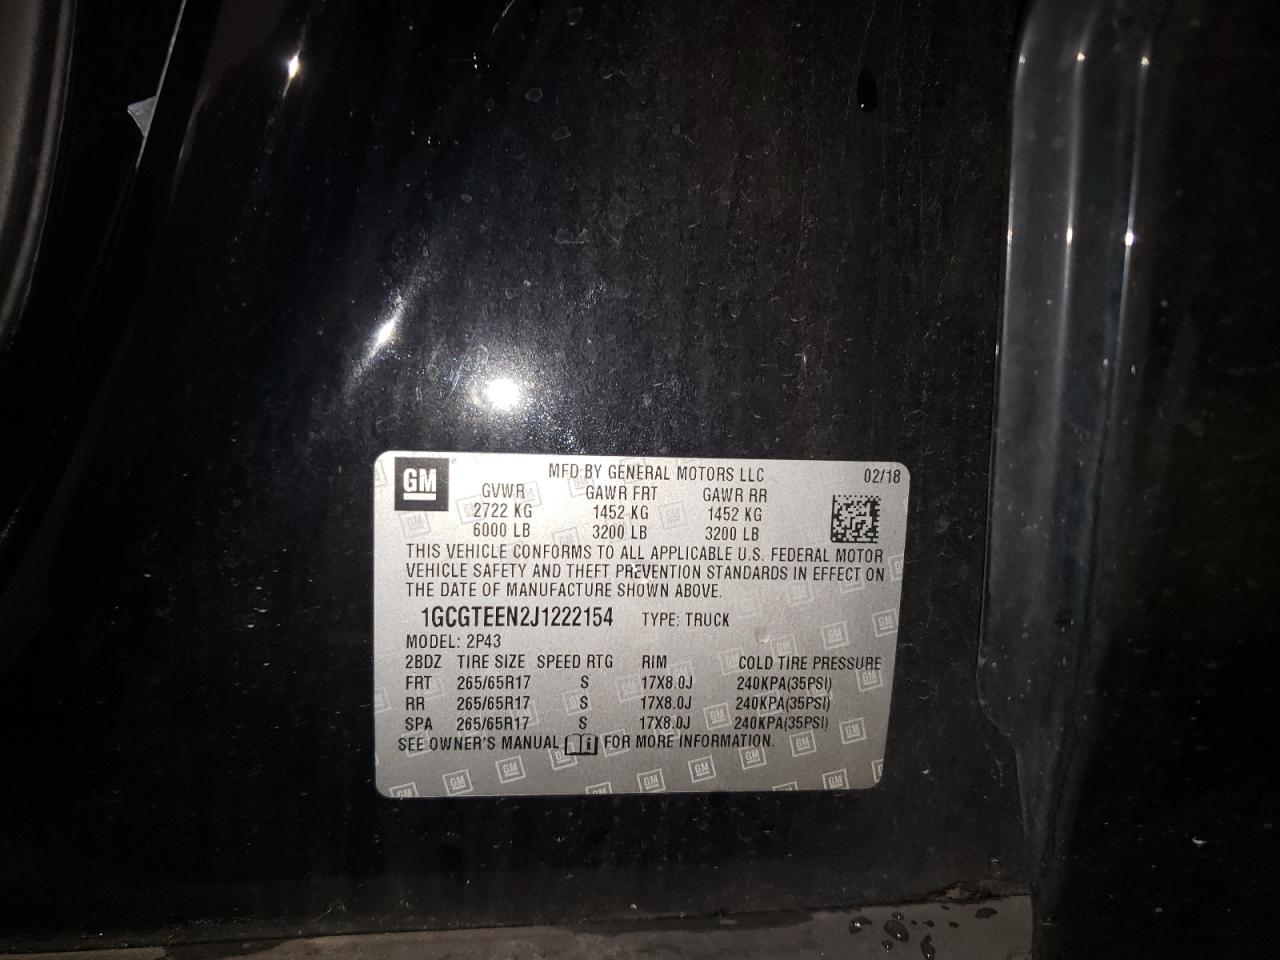 GM MFD BY GENERAL MOTORS LLC 02/18
GVWR GAWR FRT GAWR RR
2722 KG 1452 KG 1452 KG
6000 LB 3200 LB 3200 LB
THIS VEHICLE CONFORMS TO ALL APPLICABLE U.S. FEDERAL MOTOR
VEHICLE SAFETY AND THEFT PREVENTION STANDARDS IN EFFECT ON
THE DATE OF MANUFACTURE SHOWN ABOVE.
1GCGTEEN2J1222154 TYPE: TRUCK
MODEL: 2P43
2BDZ TIRE SIZE SPEED RTG RIM COLD TIRE PRESSURE
FRT 265/65R17 S 17X8.0J 240KPA(35PSI)
RR 265/65R17 S 17X8.0J 240KPA(35PSI)
SPA 265/65R17 S 17X8.0J 240KPA(35PSI)
SEE OWNER'S MANUAL i FOR MORE INFORMATION.